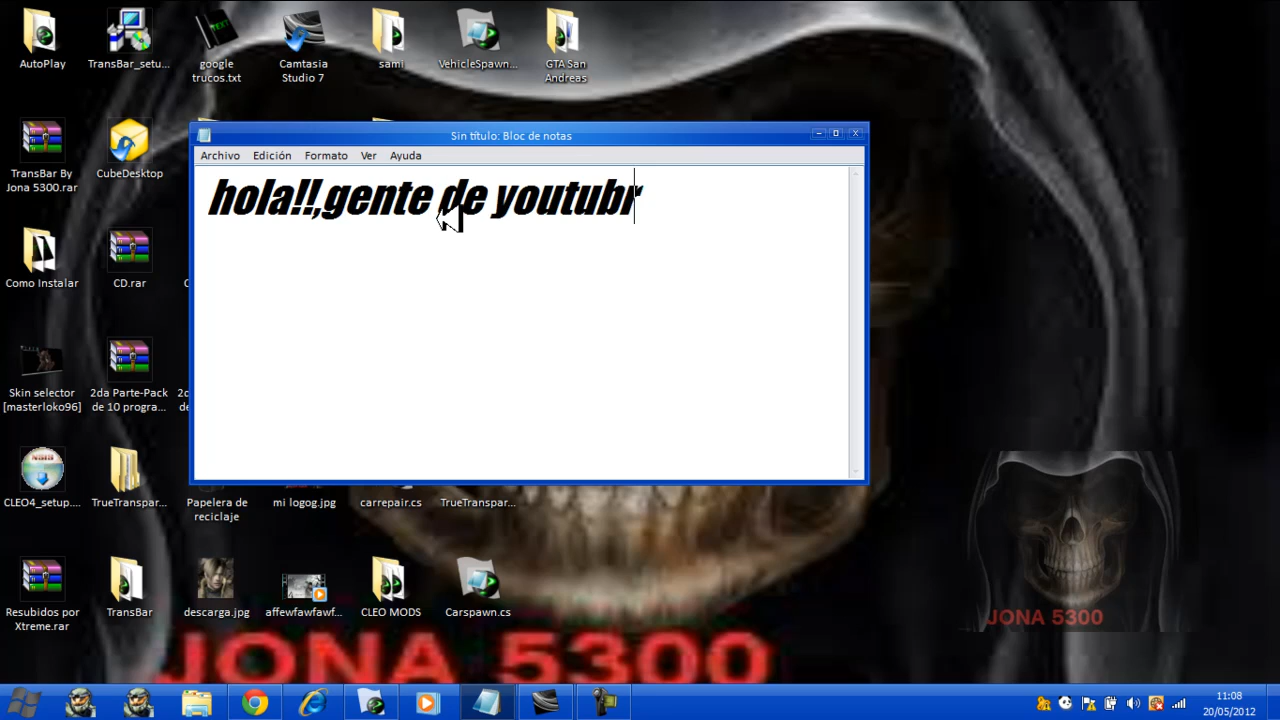 AutoPlay
TransBar_setu...
google
trucos.txt
Camtasia
Studio 7
sami
VehicleSpawn...
GTA San
Andreas
TransBar By
Jona 5300.rar
CubeDesktop
Sin título: Bloc de notas
Archivo Edición Formato Ver Ayuda
hola!!,gente de youtubr
Como Instalar
CD.rar
Skin selector
[masterloko96]
2da Parte-Pack
de 10 progra...
CLEO4_setup....
TrueTranspar...
Papelera de
reciclaje
mi logog.jpg
carrepair.cs
TrueTranspar...
Resubidos por
Xtreme.rar
TransBar
descarga.jpg
affewfawfawf...
CLEO MODS
Carspawn.cs
JONA 5300
JONA 5300
11:08
20/05/2012